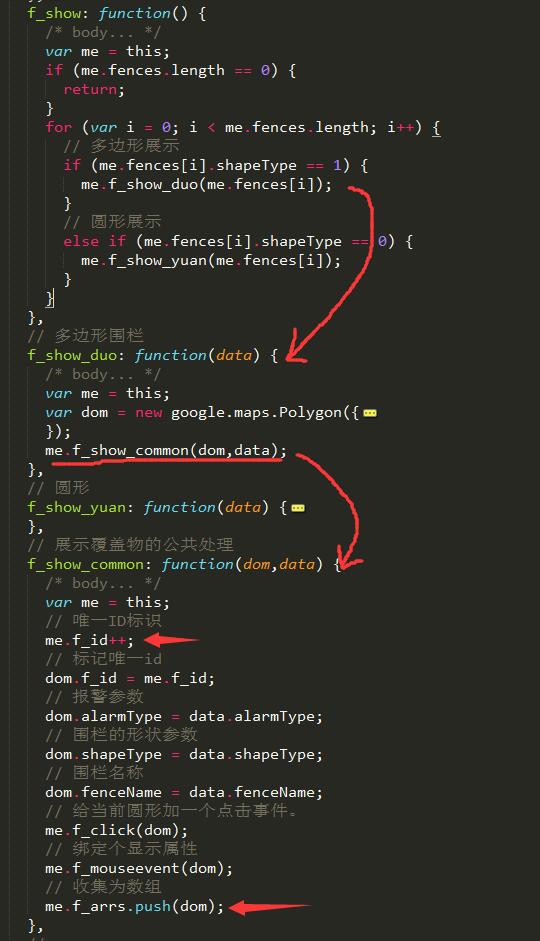 f_show: function() {
/* body... */
var me = this;
if (me.fences.length == 0) {
return;
}
for (var i = 0; i < me.fences.length; i++) {
// 多边形展示
if (me.fences[i].shapeType == 1) {
me.f_show_duo(me.fences[i]);
}
// 圆形展示
else if (me.fences[i].shapeType == 0) {
me.f_show_yuan(me.fences[i]);
}
}
},
// 多边形围栏
f_show_duo: function(data) {
/* body... */
var me = this;
var dom = new google.maps.Polygon({
});
me.f_show_common(dom,data);
},
// 圆形
f_show_yuan: function(data) {
},
// 展示覆盖物的公共处理
f_show_common: function(dom,data) {
/* body... */
var me = this;
// 唯一ID标识
me.f_id++;
// 标记唯一id
dom.f_id = me.f_id;
// 报警参数
dom.alarmType = data.alarmType;
// 围栏的形状参数
dom.shapeType = data.shapeType;
// 围栏名称
dom.fenceName = data.fenceName;
// 给当前圆形加一个点击事件。
me.f_click(dom);
// 绑定个显示属性
me.f_mouseevent(dom);
// 收集为数组
me.f_arrs.push(dom);
},